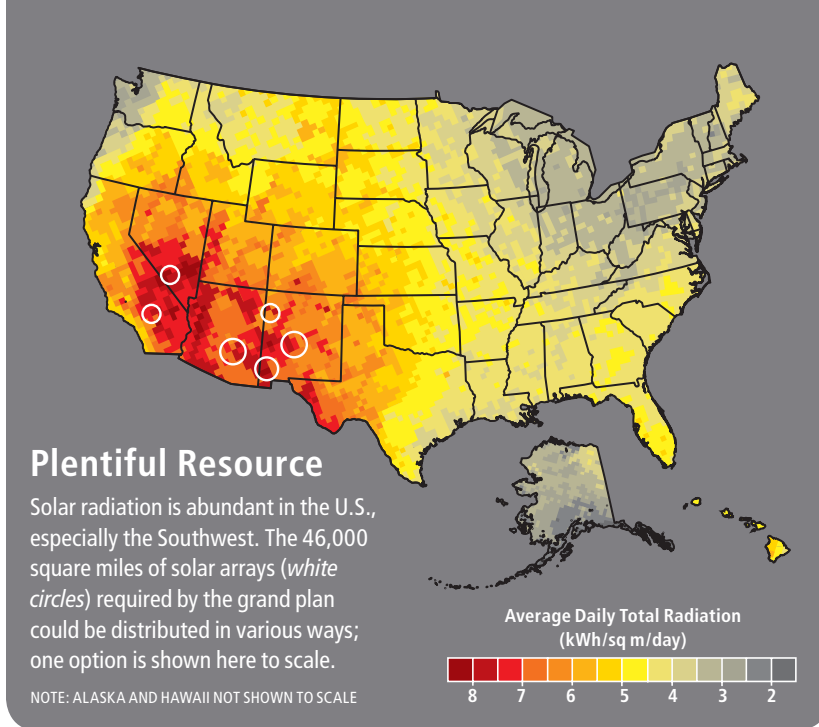 Plentiful Resource
Solar radiation is abundant in the U.S.,
especially the Southwest. The 46,000
square miles of solar arrays (white
circles) required by the grand plan
could be distributed in various ways;
one option is shown here to scale.
NOTE: ALASKA AND HAWAII NOT SHOWN TO SCALE
Average Daily Total Radiation
(kWh/sq m/day)
8 7 6 5 4 3 2